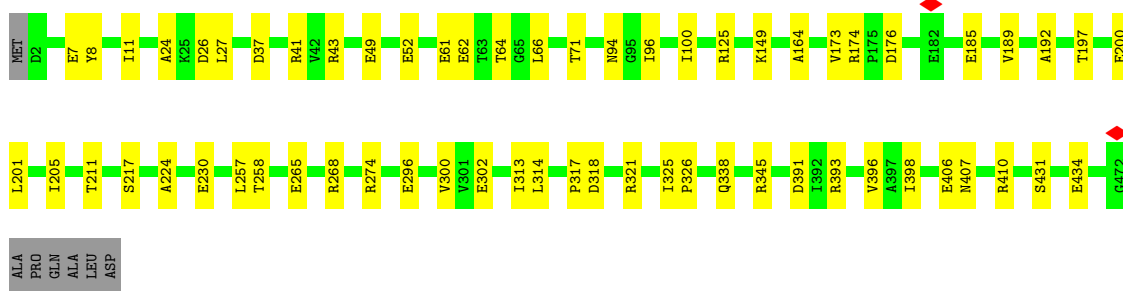 MET D2 E7 Y8 I11 A24 K25 D26 L27 D37 R41 V42 R43 E49 E52 E61 E62 T63 T64 G65 L66 T71 N94 G95 I96 I100 R125 K149 A164 V173 R174 P175 D176 E182 E185 V189 A192 T197 E200
L201 I205 T211 S217 A224 E230 L257 T258 E265 R268 R274 E296 V300 V301 E302 I313 L314 P317 D318 R321 I325 P326 Q338 R345 D391 I392 R393 V396 A397 I398 E406 N407 R410 S431 E434 G472
ALA PRO GLN ALA LEU ASP